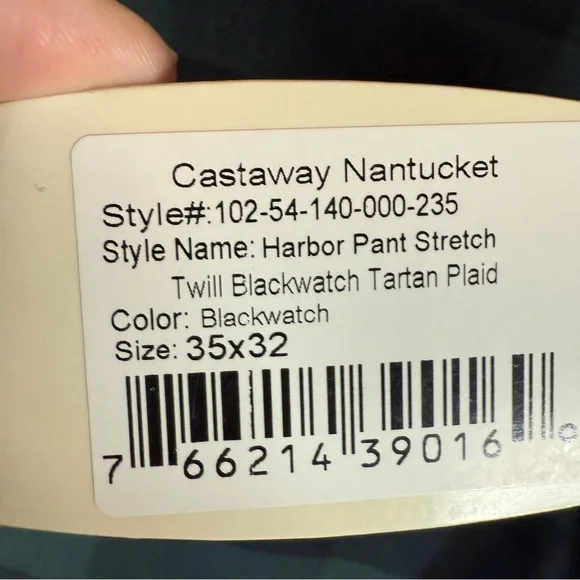 Castaway Nantucket
Style#:102-54-140-000-235
Style Name: Harbor Pant Stretch
Twill Blackwatch Tartan Plaid
Color: Blackwatch
Size: 35x32
7 66214 39016 9